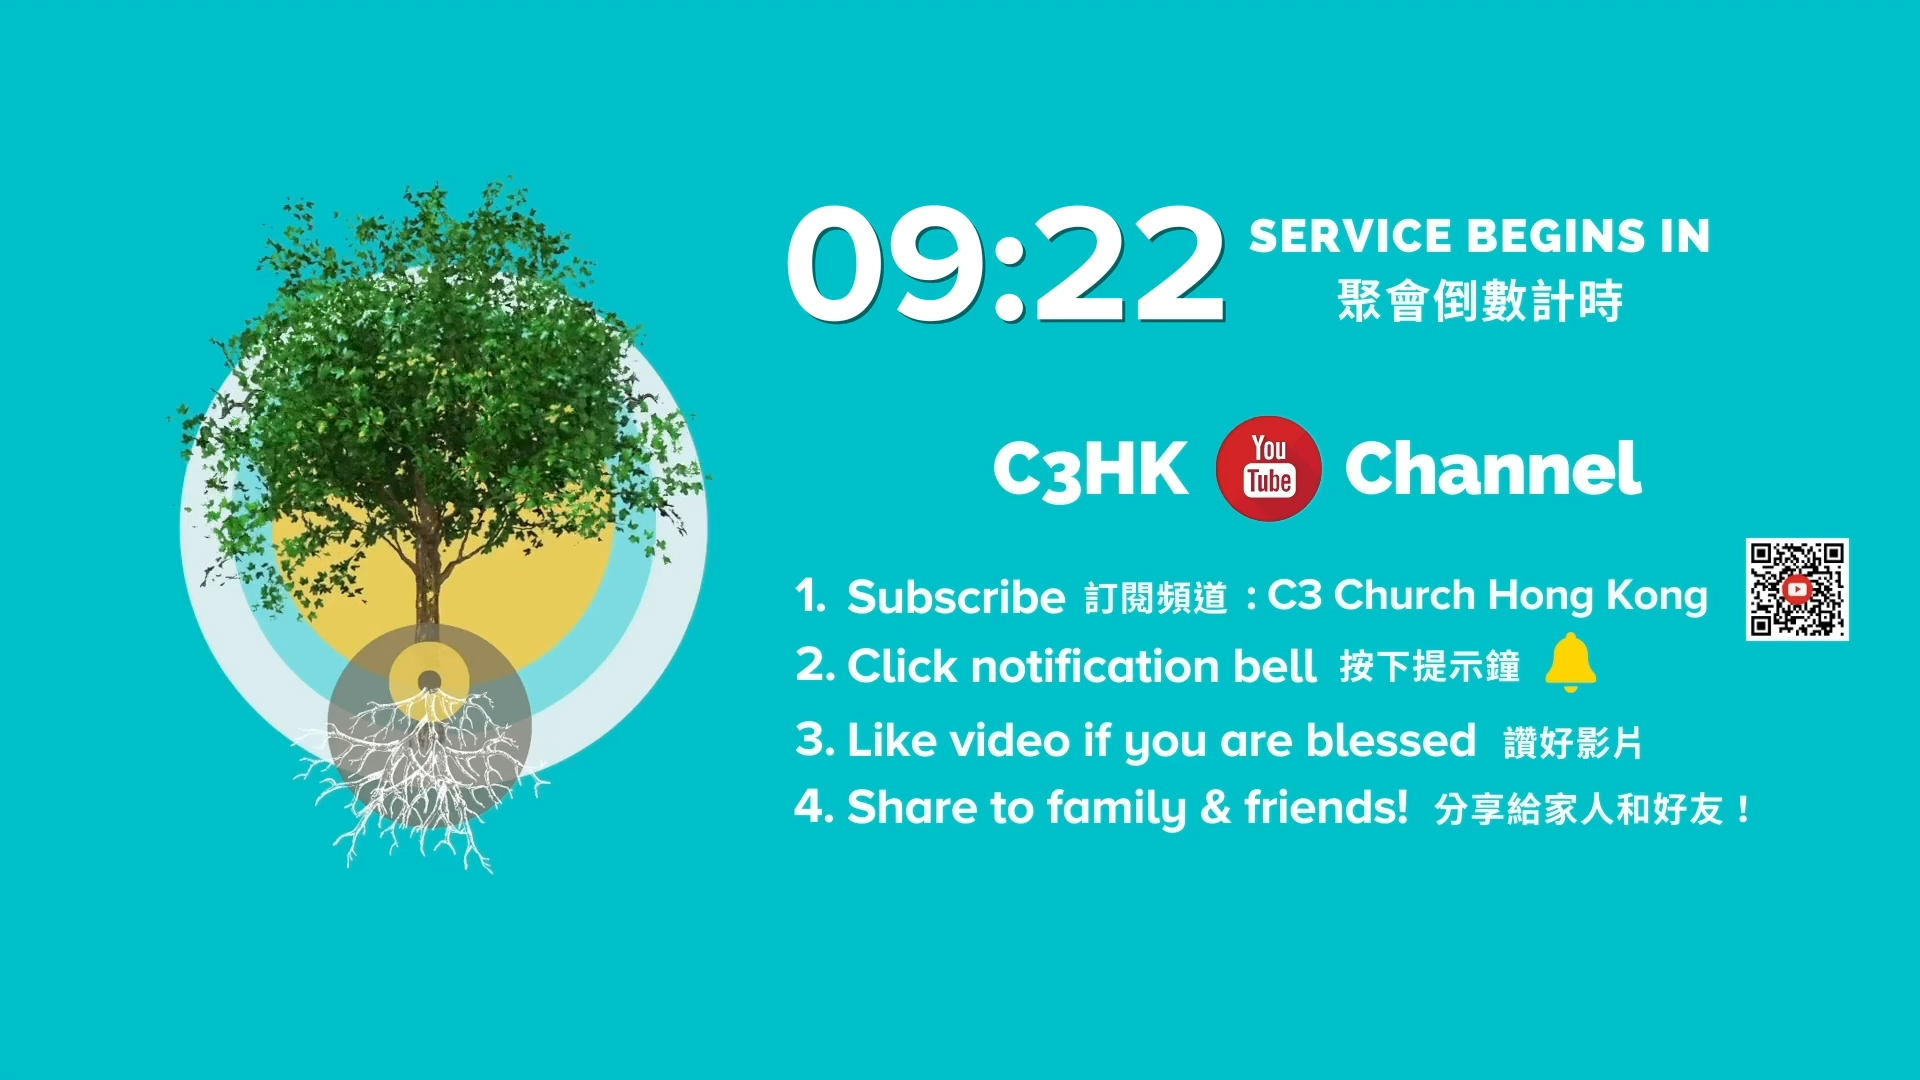 09:22 SERVICE BEGINS IN
聚會倒數計時
C3HK You Tube Channel
1. Subscribe 訂閱頻道 : C3 Church Hong Kong
2. Click notification bell 按下提示鐘
3. Like video if you are blessed 讚好影片
4. Share to family & friends! 分享給家人和好友！